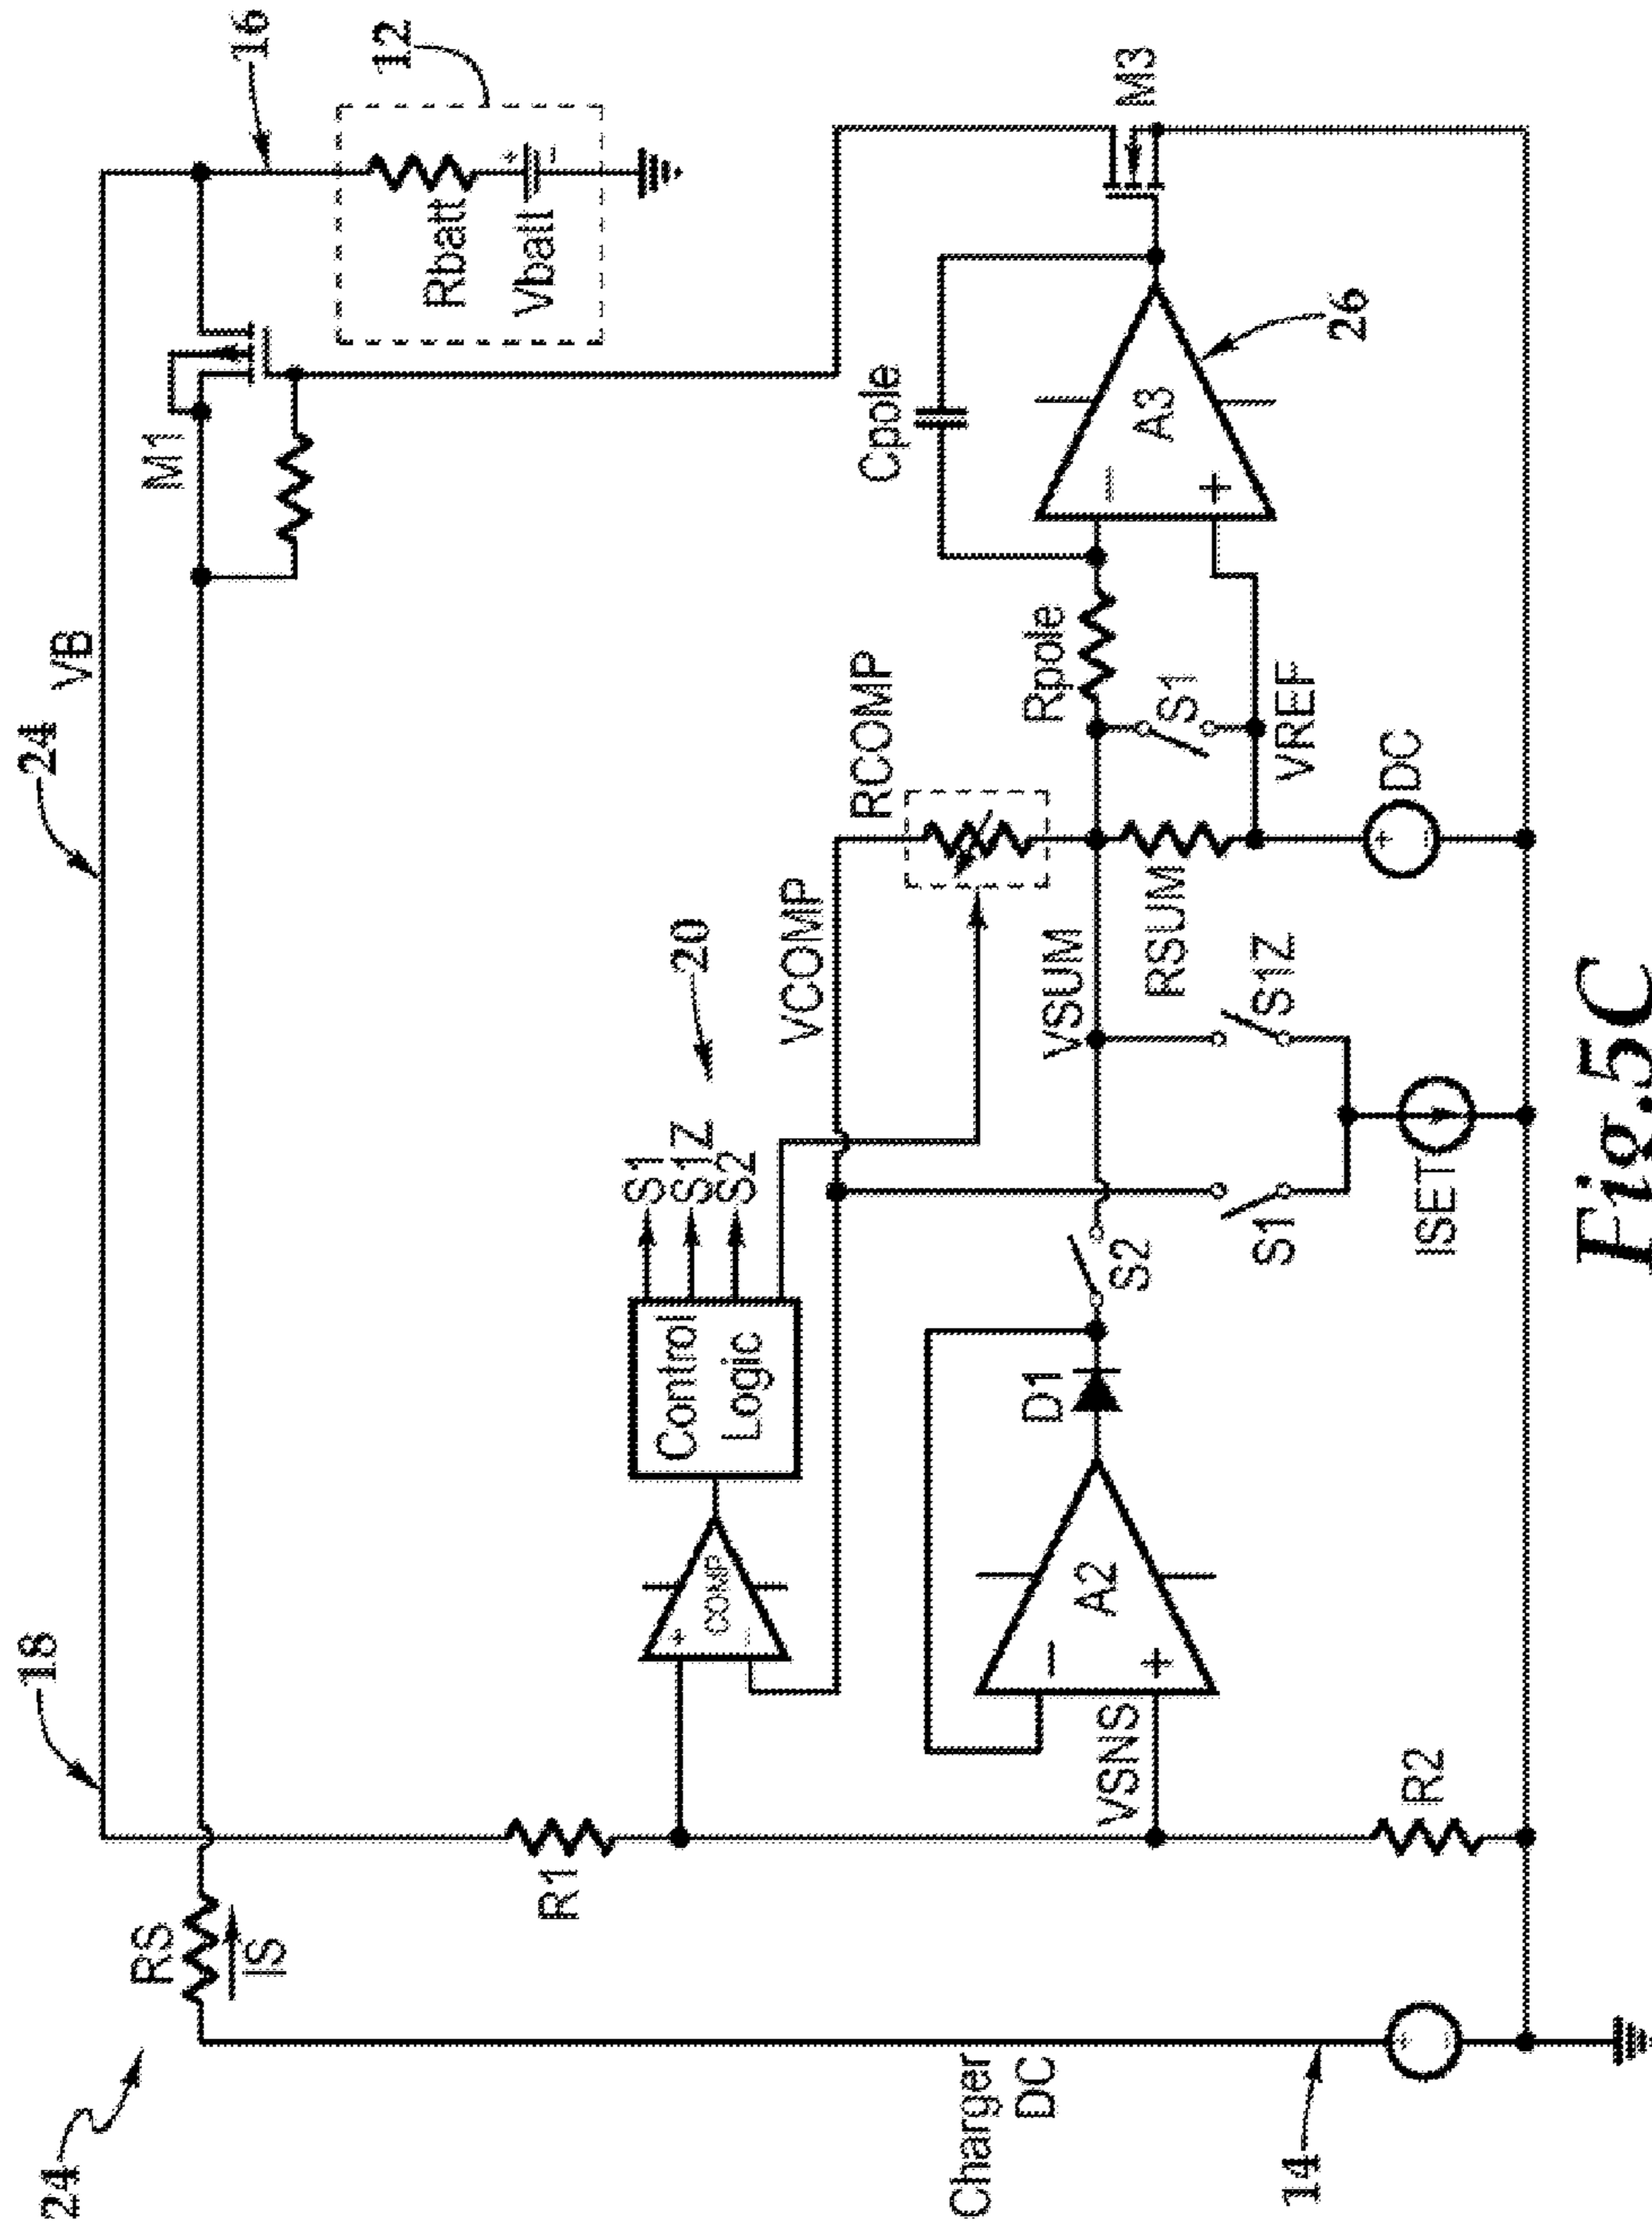 24
18
24
VB
16
12
RS
IS
M1
Rbatt
Vbatt
+
−
R1
+
−
COMP
Control
Logic
S1
S1Z
S2
20
VCOMP
RCOMP
Cpole
M3
Charger
DC
14
+
VSNS
−
+
A2
D1
S2
VSUM
Rpole
−
+
A3
26
S1
S1Z
RSUM
S1
VREF
R2
ISET
DC
+
Fig.5C